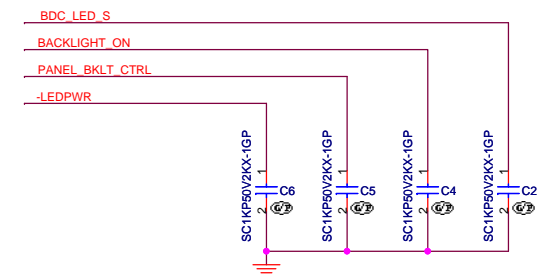 BDC_LED_S
BACKLIGHT_ON
PANEL_BKLT_CTRL
-LEDPWR
SC1KP50V2KX-1GP
1
2
C6
G/P
SC1KP50V2KX-1GP
1
2
C5
G/P
SC1KP50V2KX-1GP
1
2
C4
G/P
SC1KP50V2KX-1GP
1
2
C2
G/P